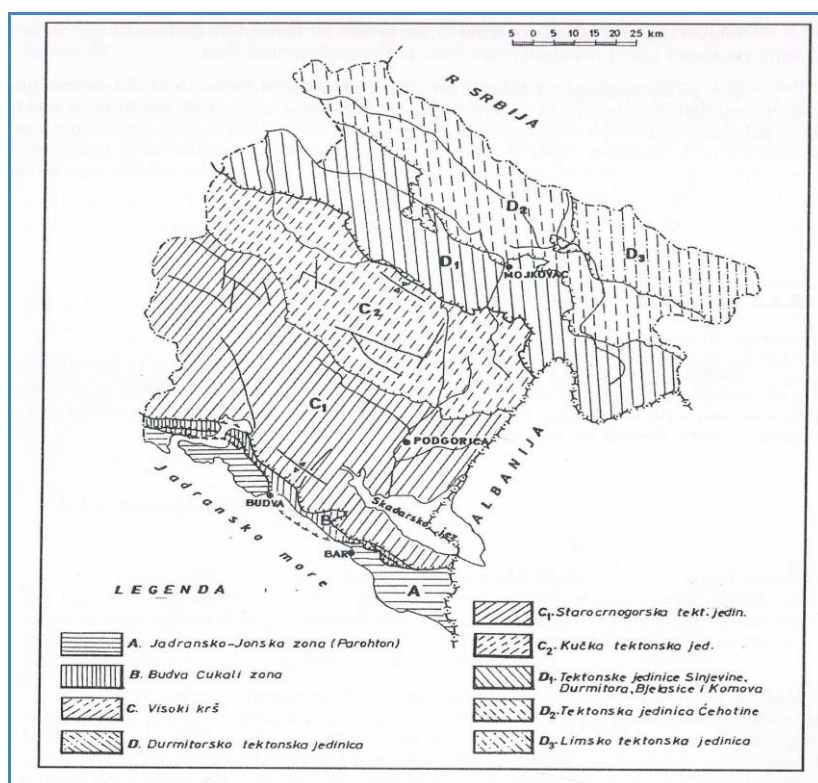 5 0 5 10 15 20 25 km
R. SRBIJA
D2
D3
D1
MOJKOVAC
C2
C1
PODGORICA
ALBANIJA
Skadarsko jez.
Jadransko more
BUDVA
B
BAR
A
LEGENDA
A. Jadransko-Jonska zona (Parohton)
B. Budva Cukali zona
C. Visoki krš
D. Durmitorsko tektonska jedinica
C1. Starocrnogorska tekt. jedin.
C2. Kučka tektonska jed.
D1. Tektonske jedinice Sinjevine,
Durmitora, Bjelasice i Komova
D2. Tektonska jedinica Ćehotine
D3. Limsko tektonska jedinica